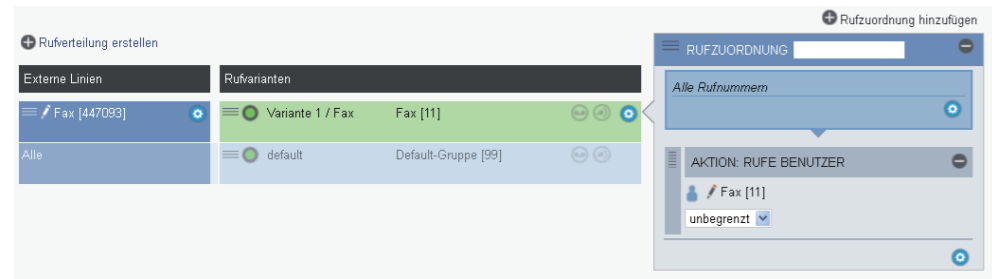 Rufzuordnung hinzufügen
Rufverteilung erstellen
RUFZUORDNUNG
Externe Linien
Rufvarianten
Alle Rufnummern
Fax [447093]
Variante 1 / Fax
Fax [11]
Alle
default
Default-Gruppe [99]
AKTION: RUFE BENUTZER
Fax [11]
unbegrenzt